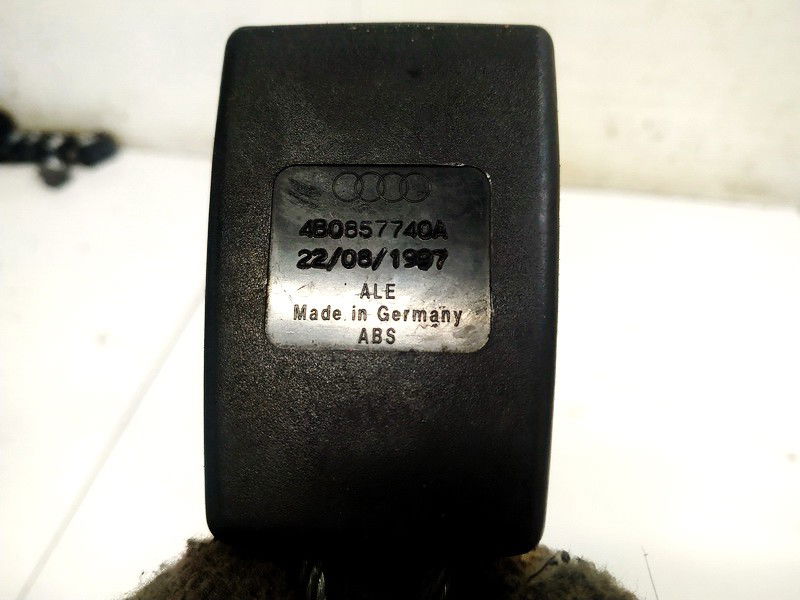 4B0857740A
22/08/1997
ALE
Made in Germany
ABS